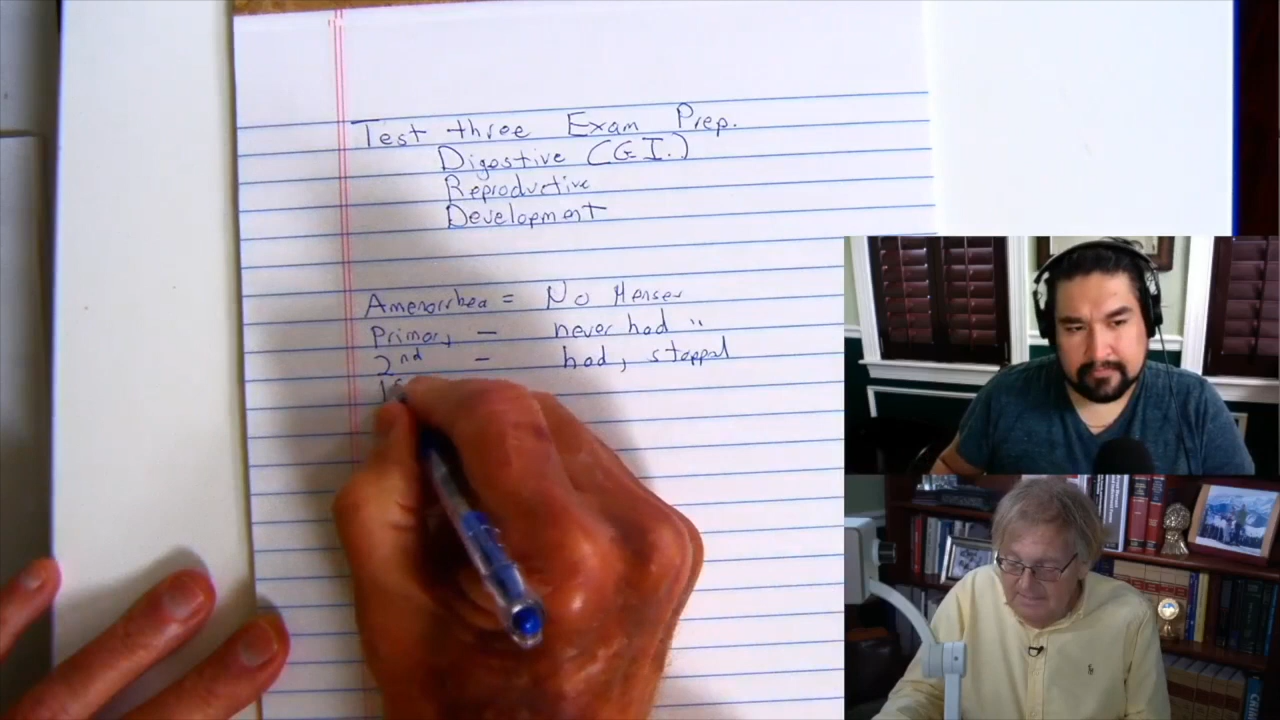 Test three Exam Prep.
Digestive (G.I.)
Reproductive
Development
Amenorrhea = No Menses
Primary - never had "
2nd - had, stopped